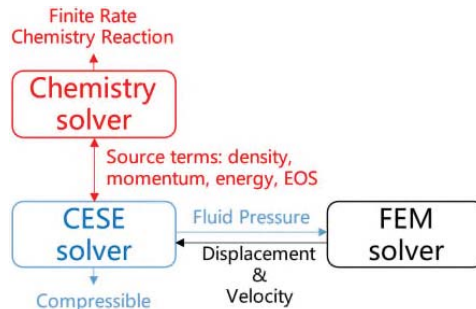 Finite Rate
Chemistry Reaction
Chemistry
solver
Source terms: density,
momentum, energy, EOS
CESE
solver
Fluid Pressure
Displacement
&
Velocity
FEM
solver
Compressible